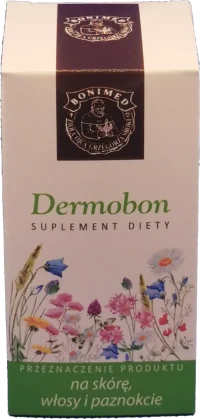 BONIMED
Dermobon
SUPLEMENT DIETY
PRZEZNACZENIE PRODUKTU
na skórę,
włosy i paznokcie